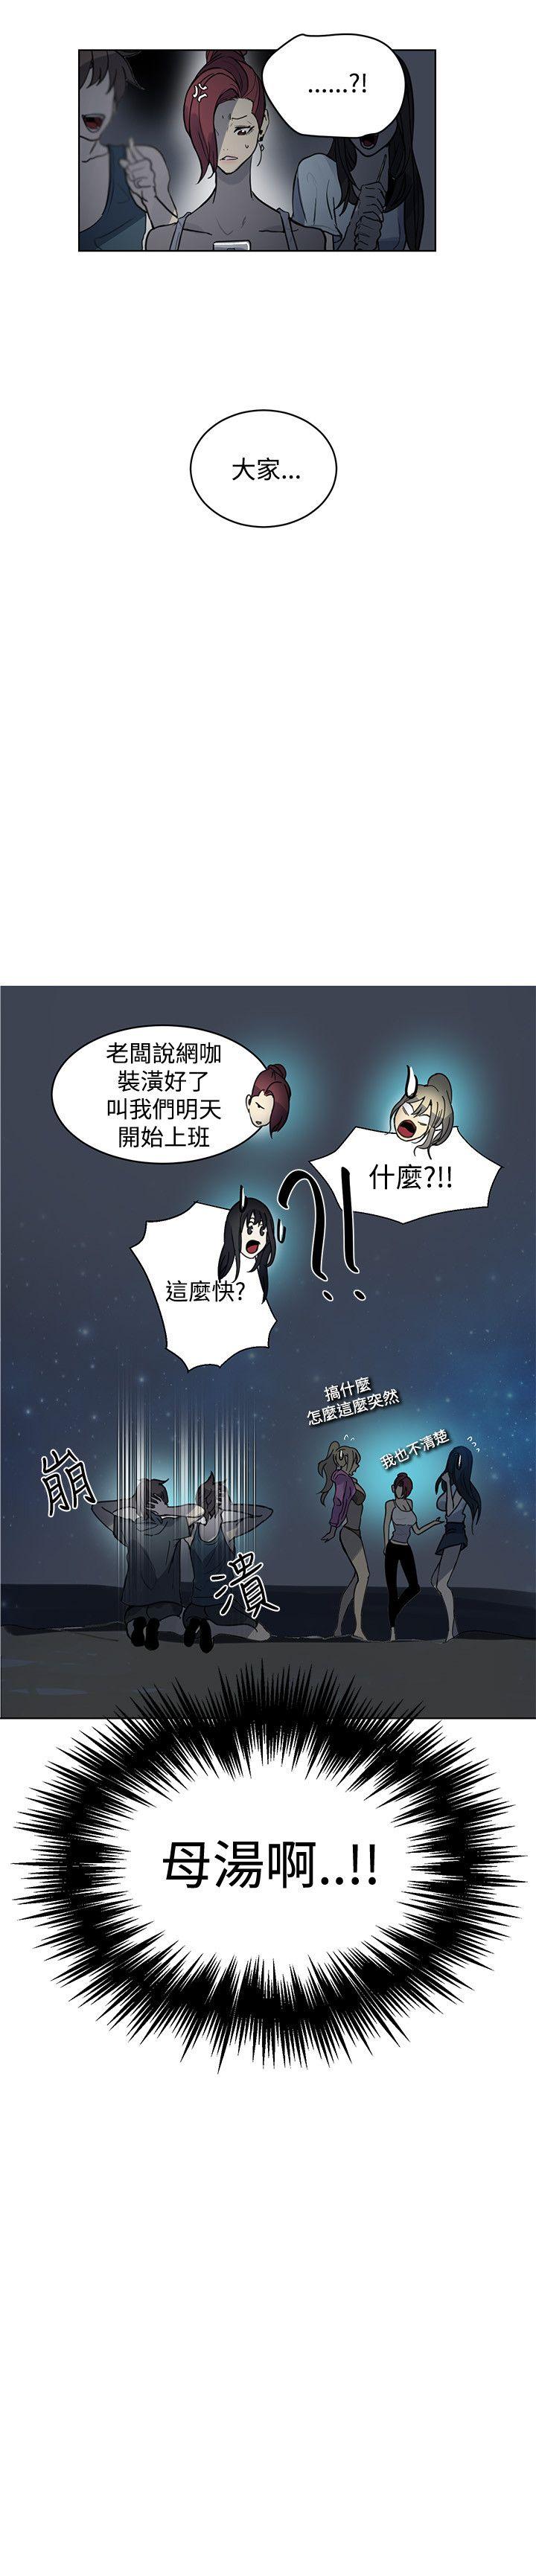 ......?!
大家...
老闆說網咖
裝潢好了
叫我們明天
開始上班
什麼?!!
這麼快?
搞什麼
怎麼這麼突然
我也不清楚
崩
潰
母湯啊..!!